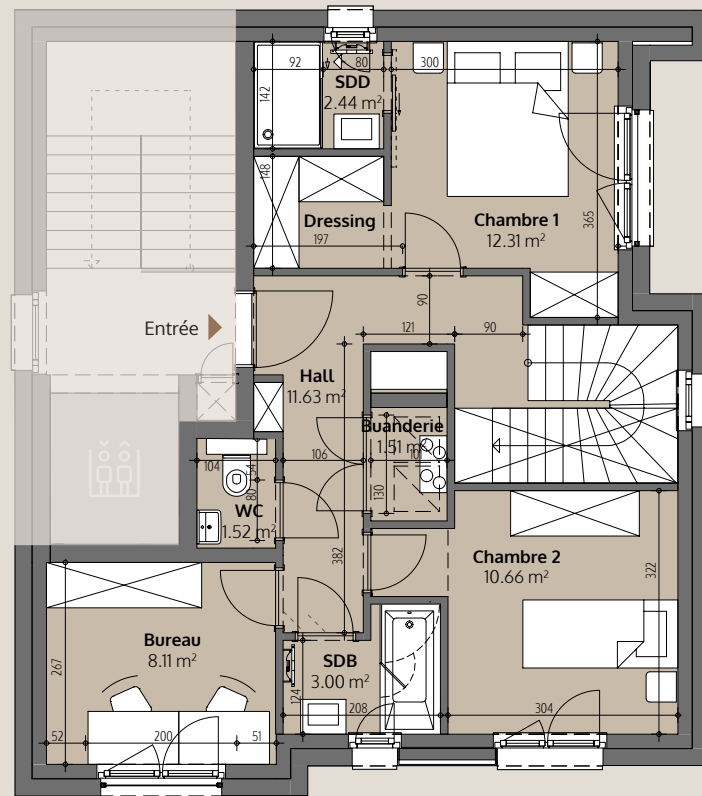 92
80
300
SDD
2.44 m²
142
148
Dressing
197
Chambre 1
12.31 m²
365
90
Entrée
121
90
Hall
11.63 m²
Buanderie
1.51 m²
104
54
106
10
80
130
WC
1.52 m²
382
Chambre 2
10.66 m²
322
Bureau
8.11 m²
267
SDB
3.00 m²
124
208
304
52
200
51